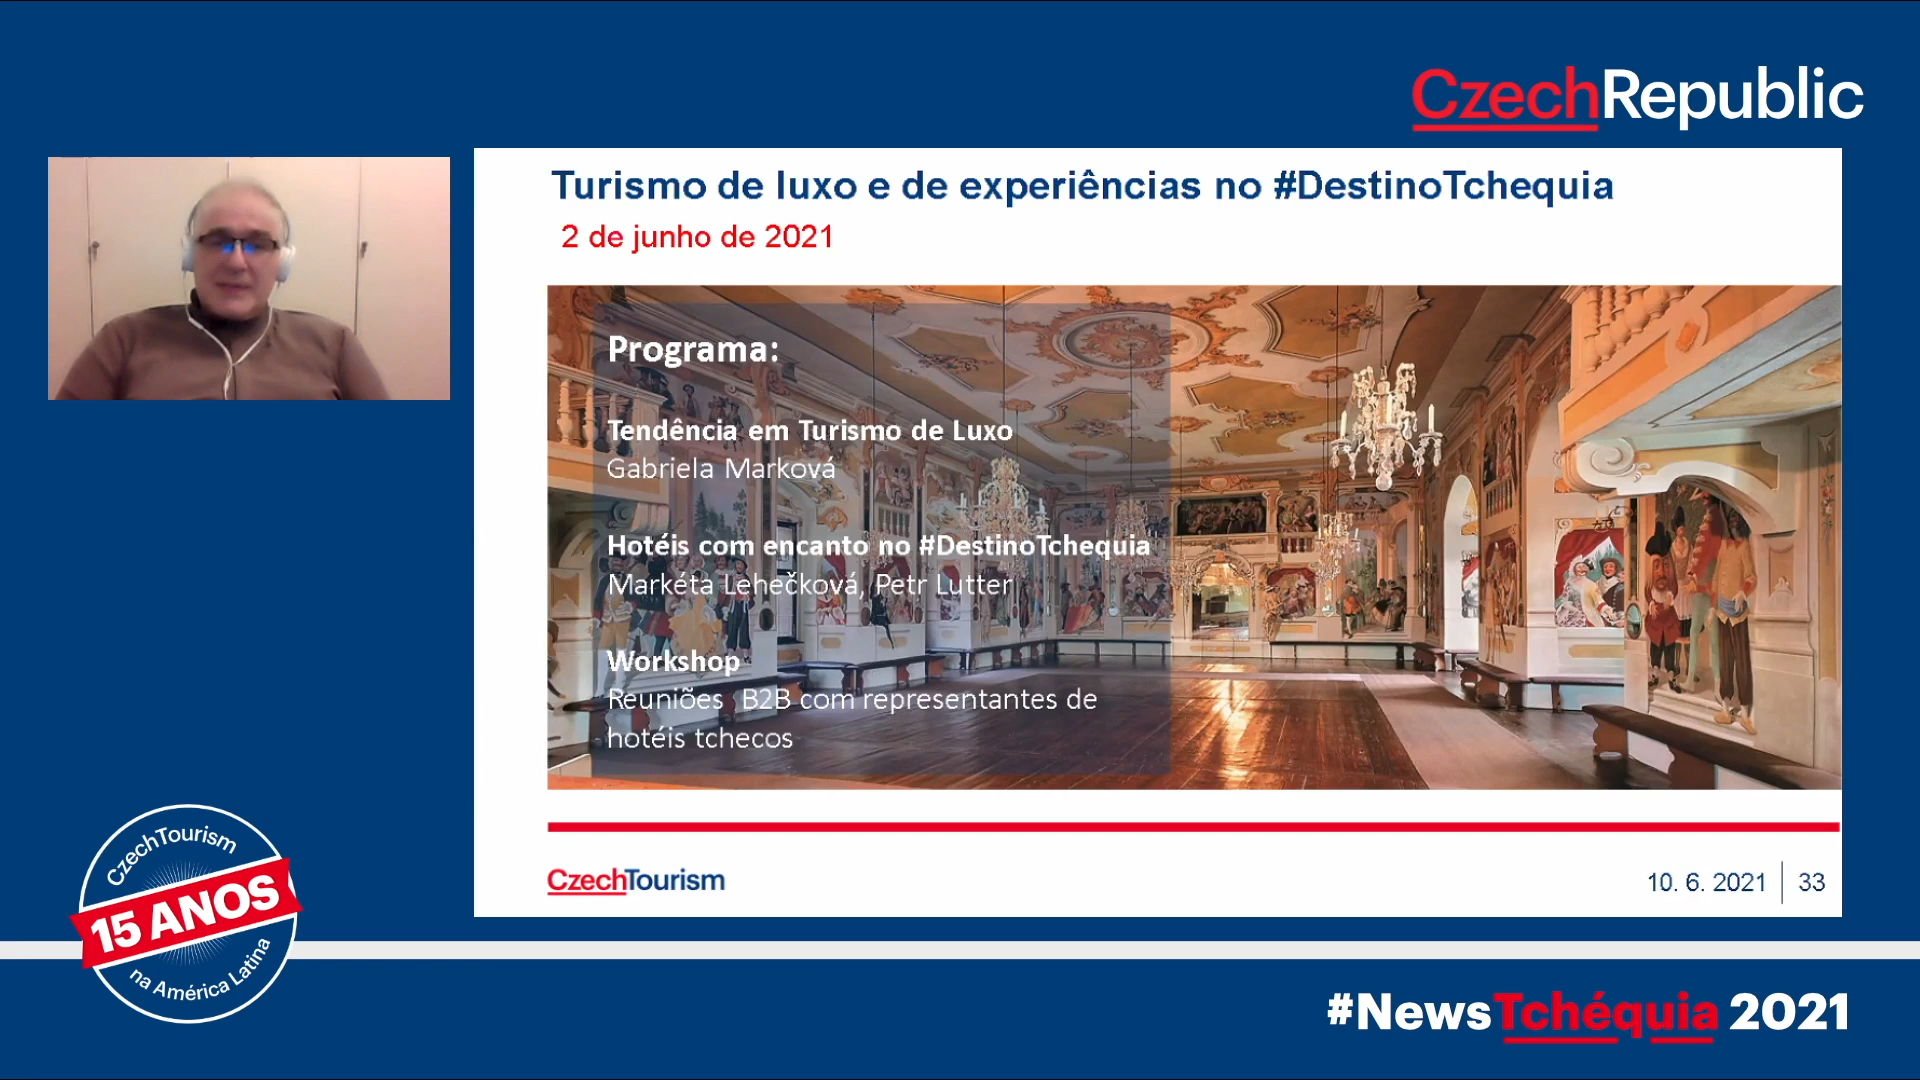 CzechRepublic
Turismo de luxo e de experiências no #DestinoTchequia
2 de junho de 2021
Programa:
Tendência em Turismo de Luxo
Gabriela Marková
Hotéis com encanto no #DestinoTchequia
Markéta Lehečková, Petr Lutter
Workshop
Reuniões B2B com representantes de
hotéis tchecos
CzechTourism
10. 6. 2021 33
CzechTourism
15 ANOS
na América Latina
#NewsTchéquia 2021